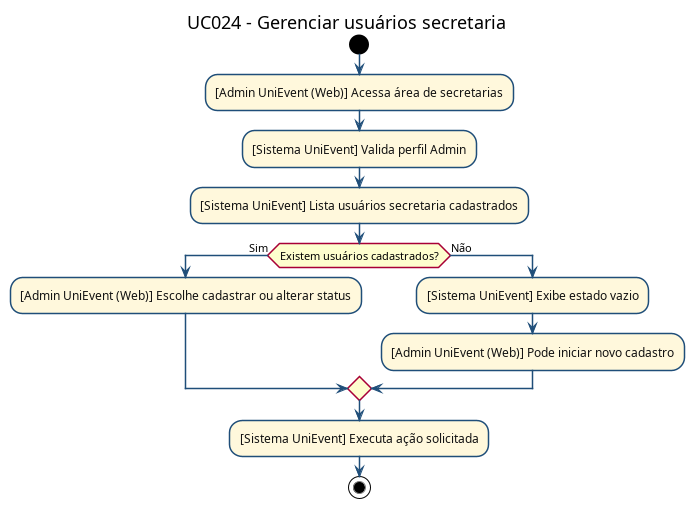 UC024 - Gerenciar usuários secretaria
[Admin UniEvent (Web)] Acessa área de secretarias
[Sistema UniEvent] Valida perfil Admin
[Sistema UniEvent] Lista usuários secretaria cadastrados
Sim
Existem usuários cadastrados?
Não
[Admin UniEvent (Web)] Escolhe cadastrar ou alterar status
[Sistema UniEvent] Exibe estado vazio
[Admin UniEvent (Web)] Pode iniciar novo cadastro
[Sistema UniEvent] Executa ação solicitada